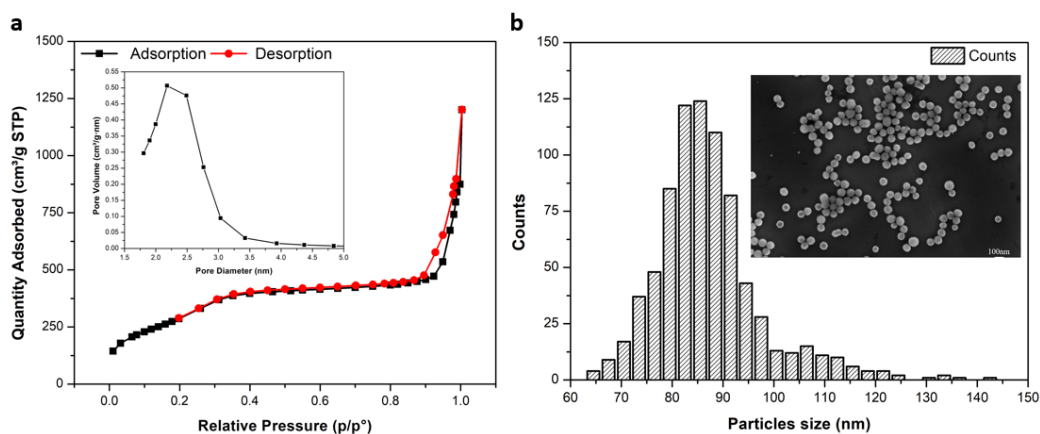 a
Adsorption Desorption
Quantity Adsorbed (cm³/g STP)
1500
1250
1000
750
500
250
0
0.0 0.2 0.4 0.6 0.8 1.0
Relative Pressure (p/p°)
Pore Volume (cm³/g·nm)
0.55
0.50
0.45
0.40
0.35
0.30
0.25
0.20
0.15
0.10
0.05
0.00
1.5 2.0 2.5 3.0 3.5 4.0 4.5 5.0
Pore Diameter (nm)
b
Counts
Counts
150
125
100
75
50
25
0
60 70 80 90 100 110 120 130 140 150
Particles size (nm)
100nm